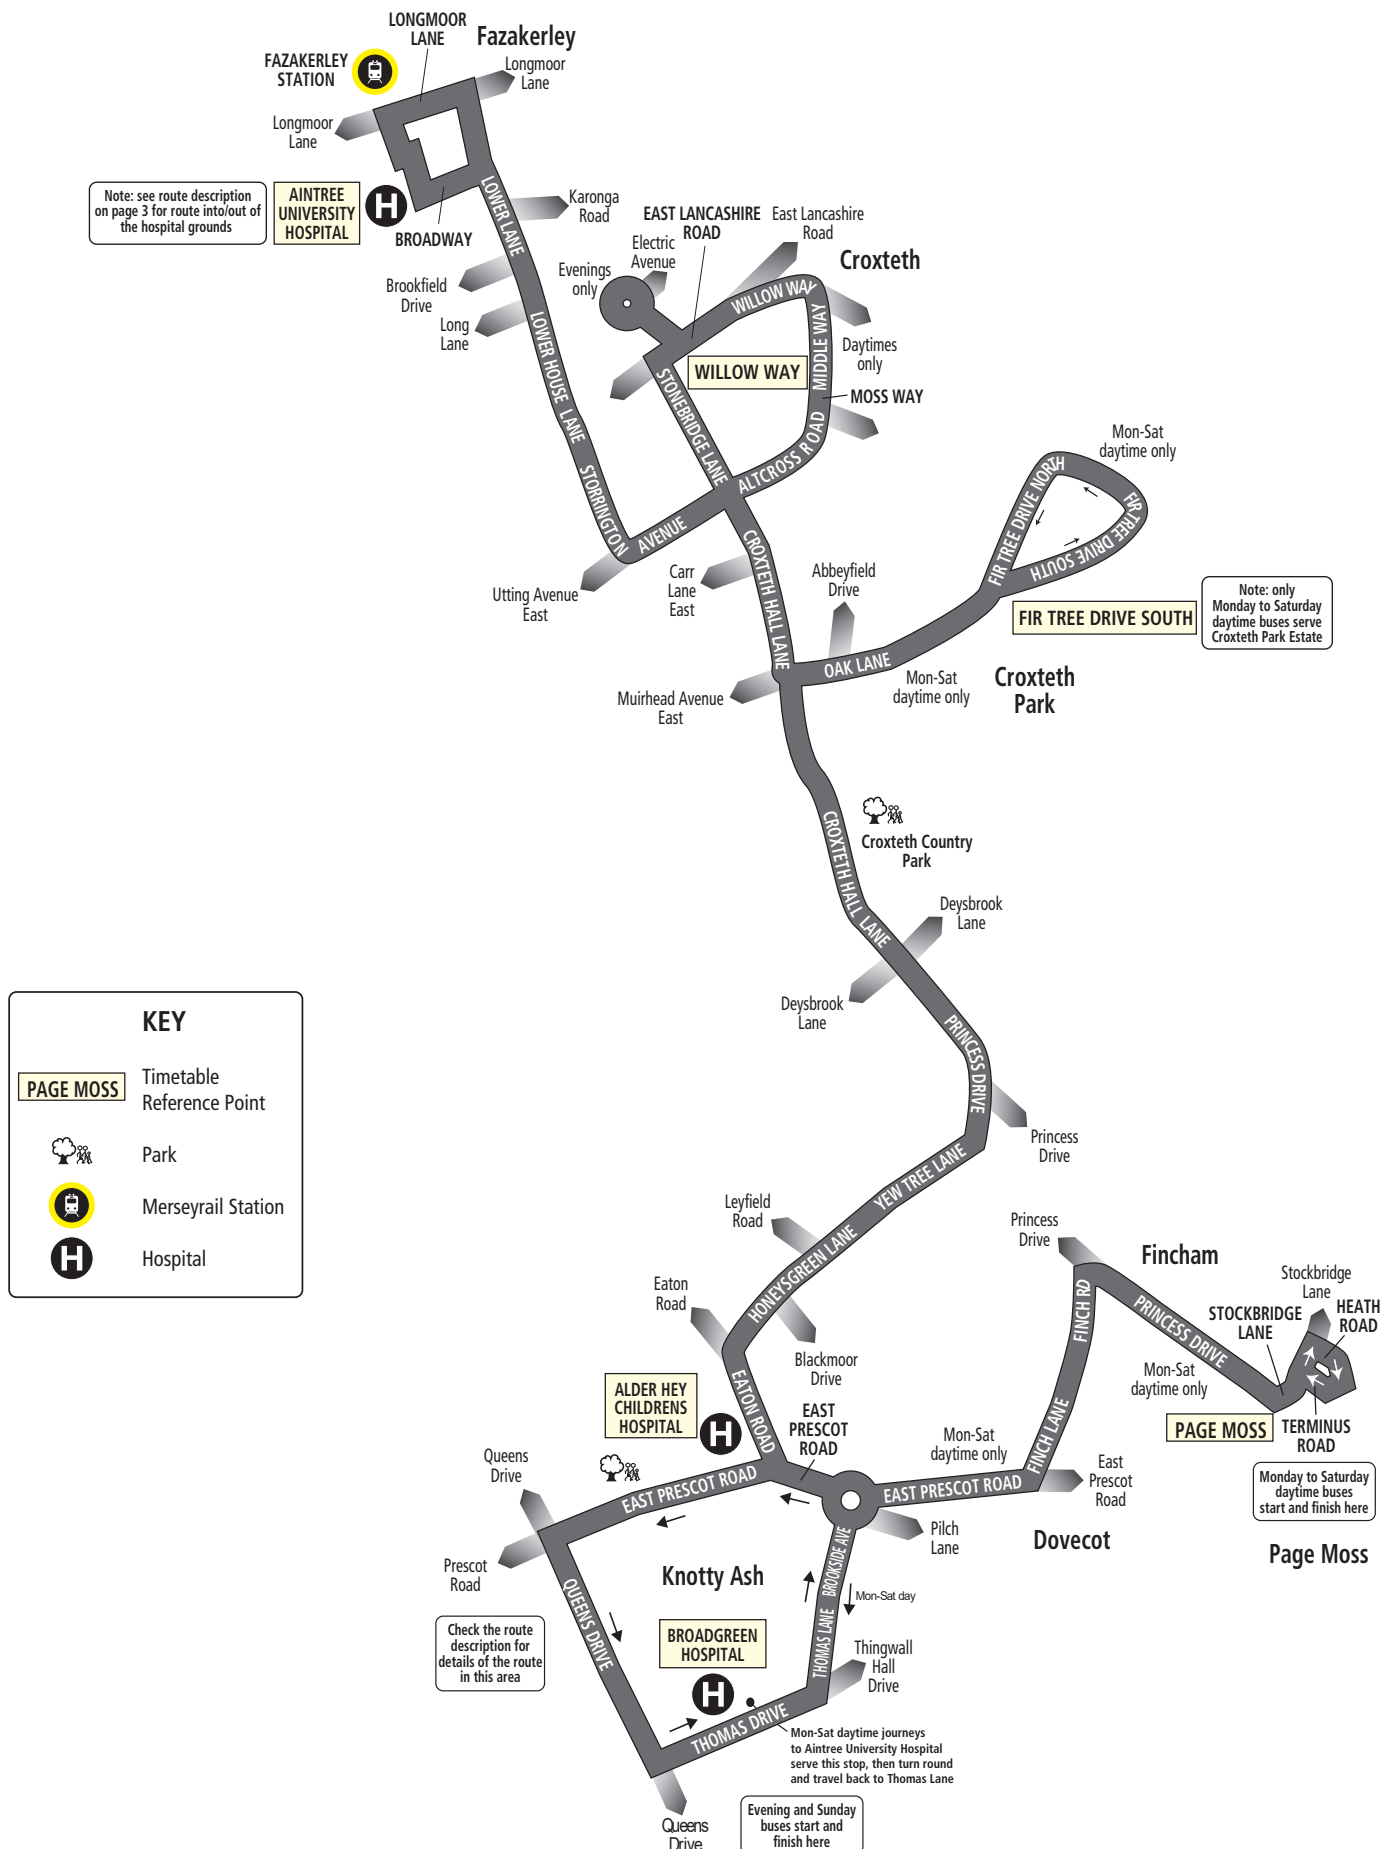 LONGMOOR
LANE
Fazakerley
FAZAKERLEY
STATION
Longmoor
Lane
Longmoor
Lane
Note: see route description
on page 3 for route into/out of
the hospital grounds
AINTREE
UNIVERSITY
HOSPITAL
H
BROADWAY
LOWER LANE
Karonga
Road
Brookfield
Drive
Long
Lane
LOWER HOUSE LANE
EAST LANCASHIRE
ROAD
East Lancashire
Road
Electric
Avenue
Evenings
only
Croxteth
WILLOW WAY
MIDDLE WAY
Daytimes
only
WILLOW WAY
MOSS WAY
STONEBRIDGE LANE
ALTCROSS ROAD
STORRINGTON
AVENUE
Utting Avenue
East
Carr
Lane
East
CROXTETH HALL LANE
Abbeyfield
Drive
Mon-Sat
daytime only
FIR TREE DRIVE NORTH
FIR TREE DRIVE SOUTH
FIR TREE DRIVE SOUTH
Note: only
Monday to Saturday
daytime buses serve
Croxteth Park Estate
OAK LANE
Mon-Sat
daytime only
Croxteth
Park
Muirhead Avenue
East
Croxteth Country
Park
CROXTETH HALL LANE
Deysbrook
Lane
Deysbrook
Lane
PRINCESS DRIVE
Princess
Drive
YEW TREE LANE
KEY
PAGE MOSS
Timetable
Reference Point
Park
Merseyrail Station
H
Hospital
Leyfield
Road
HONEYSGREEN LANE
Eaton
Road
Blackmoor
Drive
EATON ROAD
ALDER HEY
CHILDRENS
HOSPITAL
H
EAST
PRESCOT
ROAD
Princess
Drive
Fincham
FINCH RD
PRINCESS DRIVE
Stockbridge
Lane
STOCKBRIDGE
LANE
HEATH
ROAD
Mon-Sat
daytime only
PAGE MOSS
TERMINUS
ROAD
Monday to Saturday
daytime buses
start and finish here
Page Moss
FINCH LANE
Mon-Sat
daytime only
EAST PRESCOT ROAD
East
Prescot
Road
Dovecot
Pilch
Lane
Queens
Drive
EAST PRESCOT ROAD
Prescot
Road
Knotty Ash
QUEENS DRIVE
BROOKSIDE AVE
Mon-Sat day
THOMAS LANE
Check the route
description for
details of the route
in this area
BROADGREEN
HOSPITAL
H
Thingwall
Hall
Drive
THOMAS DRIVE
Mon-Sat daytime journeys
to Aintree University Hospital
serve this stop, then turn round
and travel back to Thomas Lane
Queens
Drive
Evening and Sunday
buses start and
finish here